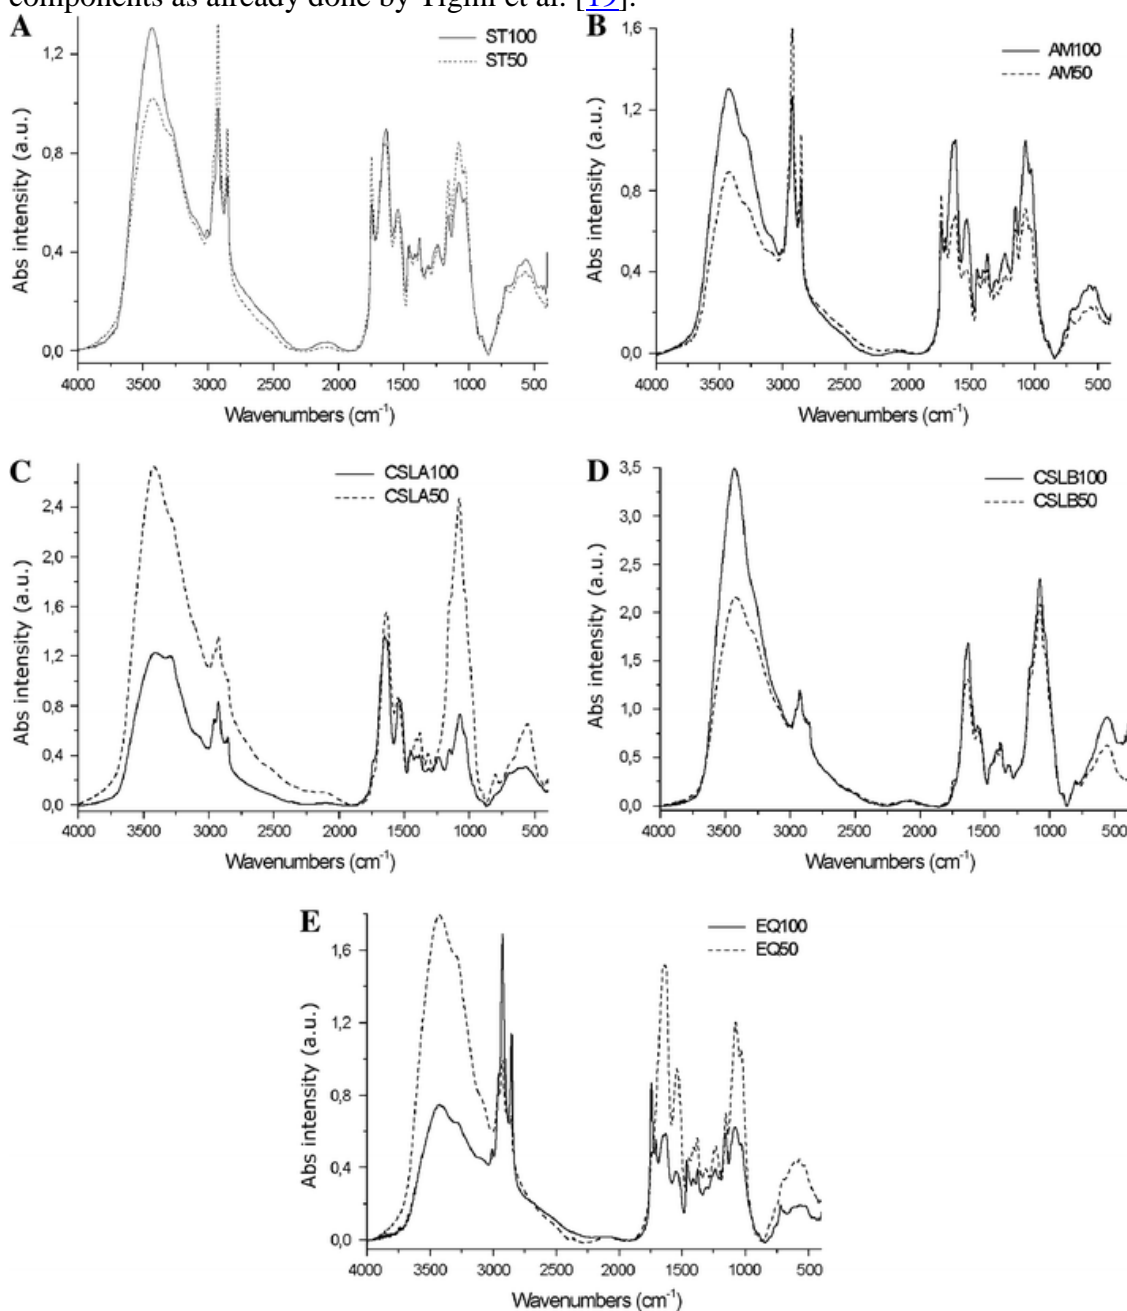 components as already done by Tigini et al. [19].
A
ST100
ST50
1,2
0,8
0,4
0,0
Abs intensity (a.u.)
4000 3500 3000 2500 2000 1500 1000 500
Wavenumbers (cm-1)
B
AM100
AM50
1,6
1,2
0,8
0,4
0,0
Abs intensity (a.u.)
4000 3500 3000 2500 2000 1500 1000 500
Wavenumbers (cm-1)
C
CSLA100
CSLA50
2,4
2,0
1,6
1,2
0,8
0,4
0,0
Abs intensity (a.u.)
4000 3500 3000 2500 2000 1500 1000 500
Wavenumbers (cm-1)
D
CSLB100
CSLB50
3,5
3,0
2,5
2,0
1,5
1,0
0,5
0,0
Abs intensity (a.u.)
4000 3500 3000 2500 2000 1500 1000 500
Wavenumbers (cm-1)
E
EQ100
EQ50
1,6
1,2
0,8
0,4
0,0
Abs intensity (a.u.)
4000 3500 3000 2500 2000 1500 1000 500
Wavenumbers (cm-1)